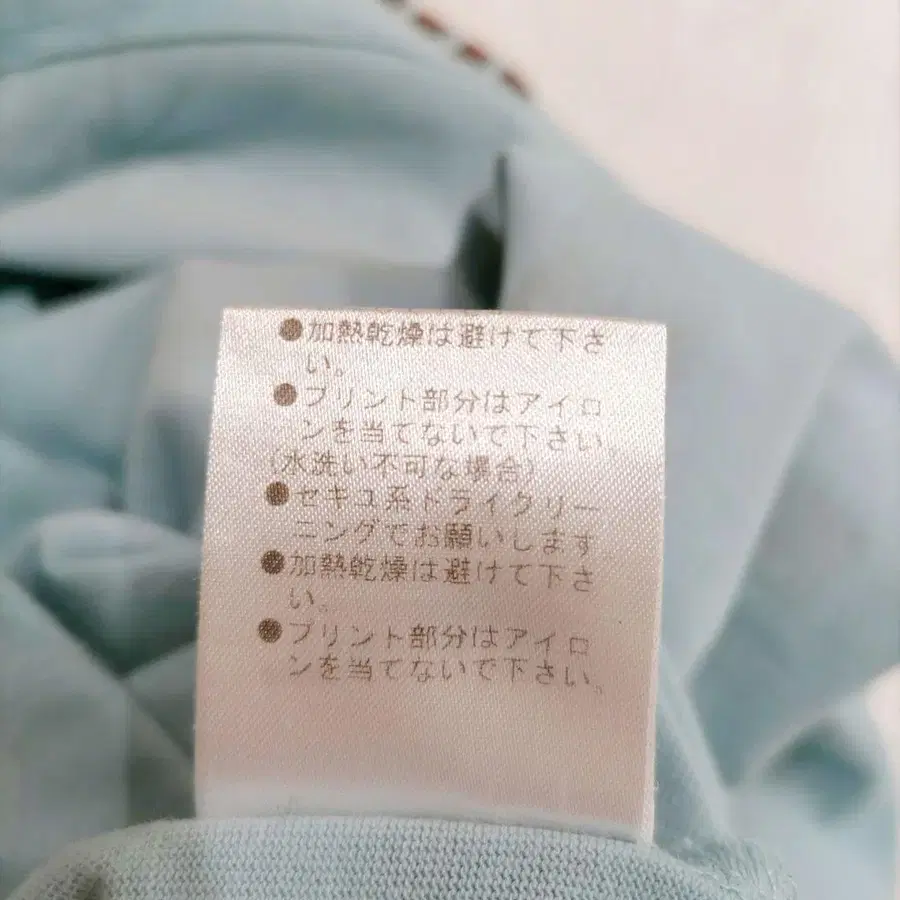 ●加熱乾燥は避けて下さ
い。
●プリント部分はアイロ
ンを当てないで下さい。
(水洗い不可な場合)
●セキユ系ドライクリー
ニングでお願いします
●加熱乾燥は避けて下さ
い。
●プリント部分はアイロ
ンを当てないで下さい。